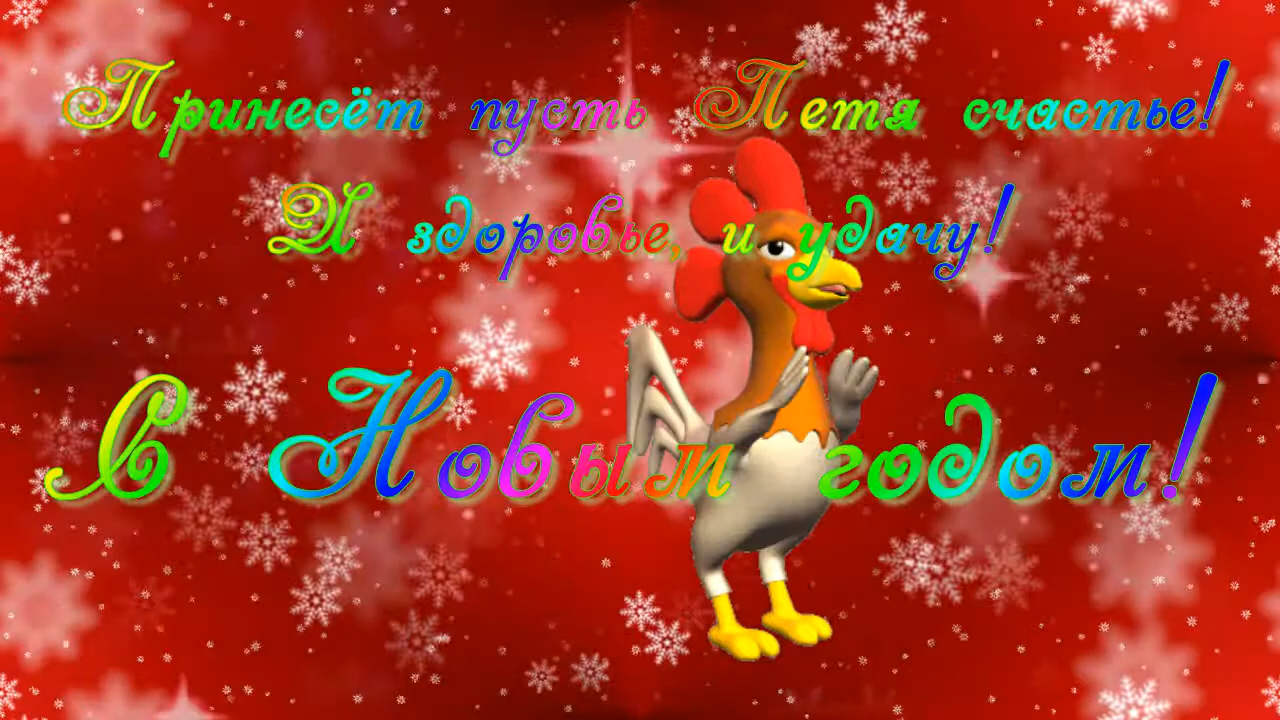 Принесёт пусть Петя счастье!
И здоровье, и удачу!
С Новым годом!